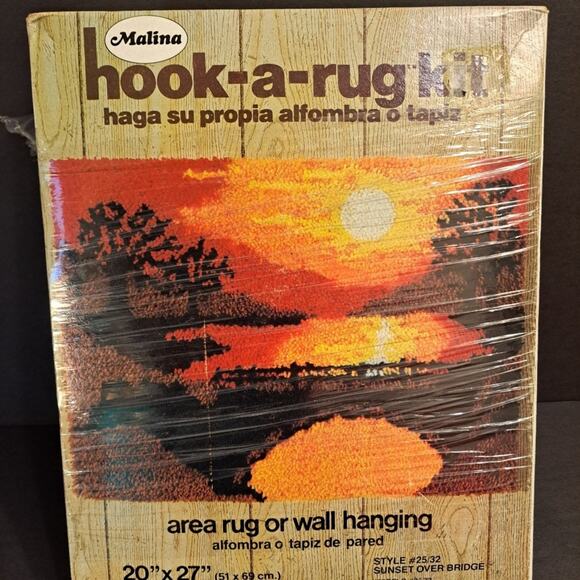 Malina
hook-a-rug kit
haga su propia alfombra o tapiz
area rug or wall hanging
alfombra o tapiz de pared
20" x 27" (51 x 69 cm.)
STYLE #25/32
SUNSET OVER BRIDGE